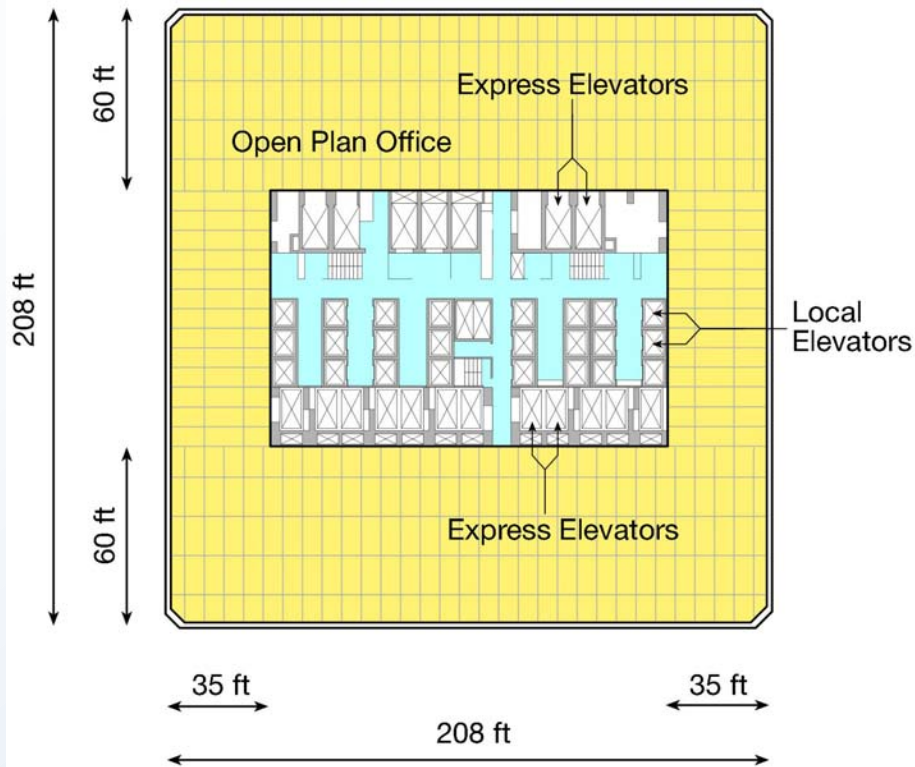 60 ft
Express Elevators
Open Plan Office
208 ft
Local
Elevators
60 ft
Express Elevators
35 ft
35 ft
208 ft